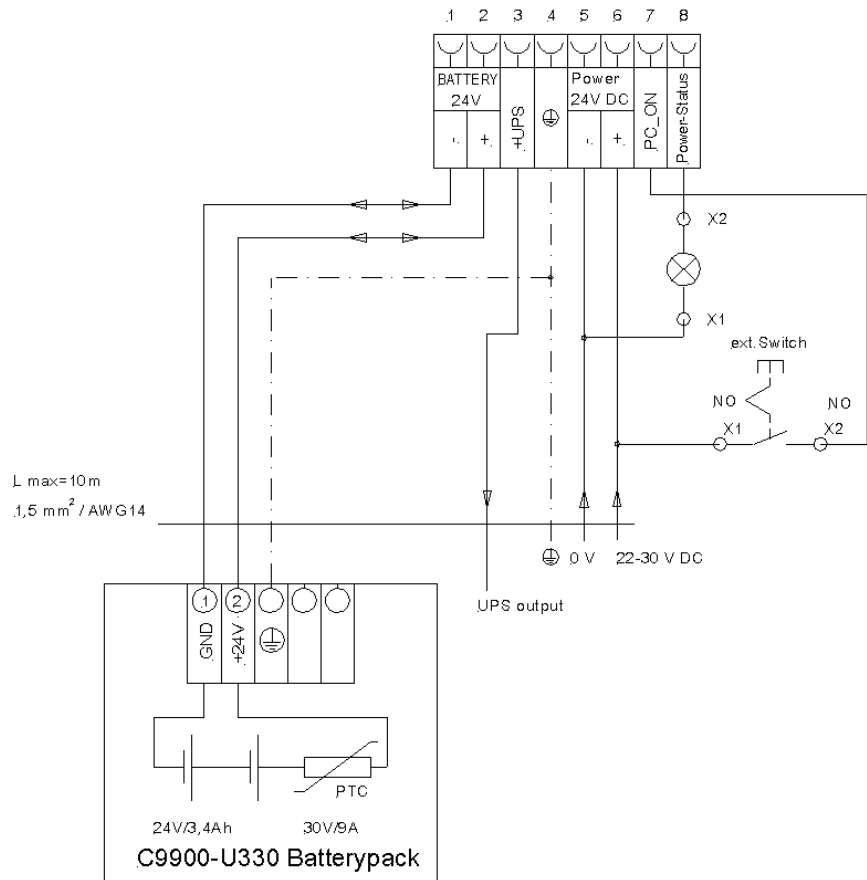 1 2 3 4 5 6 7 8
BATTERY
24V
- +
+UPS
Power
24V DC
- +
PC_ON
Power-Status
X2
X1
ext. Switch
NO NO
X1 X2
L max=10m
1,5 mm² / AWG14
0 V 22-30 V DC
UPS output
1 2
GND
+24V
PTC
24V/3,4Ah 30V/9A
C9900-U330 Batterypack